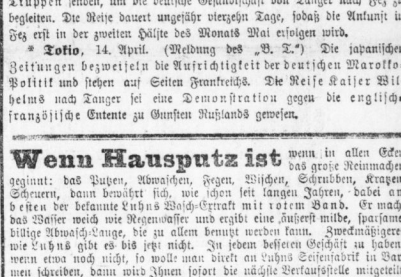 Truppen senden, um die deutsche Gesandtschaft von Tanger nach Fez zu
begleiten. Die Reise dauert ungefähr vierzehn Tage, sodaß die Ankunft in
Fez erst in der zweiten Hälfte des Monats Mai erfolgen wird.
* Tokio, 14. April. (Meldung des „B. T.") Die japanischen
Zeitungen bezweifeln die Aufrichtigkeit der deutschen Marokko-
Politik und stehen auf Seiten Frankreichs. Die Reise Kaiser Wil
helms nach Tanger sei eine Demonstration gegen die englisch-
französische Entente zu Gunsten Rußlands gewesen.
Wenn Hausputz ist wenn in allen Ecken
das große Reinmachen
beginnt: das Putzen, Abwaschen, Fegen, Wischen, Schrubben, Kratzen
Scheuern, dann bewährt sich, wie schon seit langen Jahren, dabei am
besten der bekannte Luhns Wasch-Extrakt mit rotem Band. Er macht
das Wasser weich wie Regenwasser und ergibt eine äußerst milde, sparsame
billige Abwasch-Lauge, die zu allem benutzt werden kann. Zweckmäßigeres
wie Luhns gibt es bis jetzt nicht. In jedem besseren Geschäft zu haben
wenn etwa noch nicht, so wolle man direkt an Luhns Seifenfabrik in Bar
men schreiben, dann wird Ihnen sofort die nächste Verkaufsstelle mitgeteilt